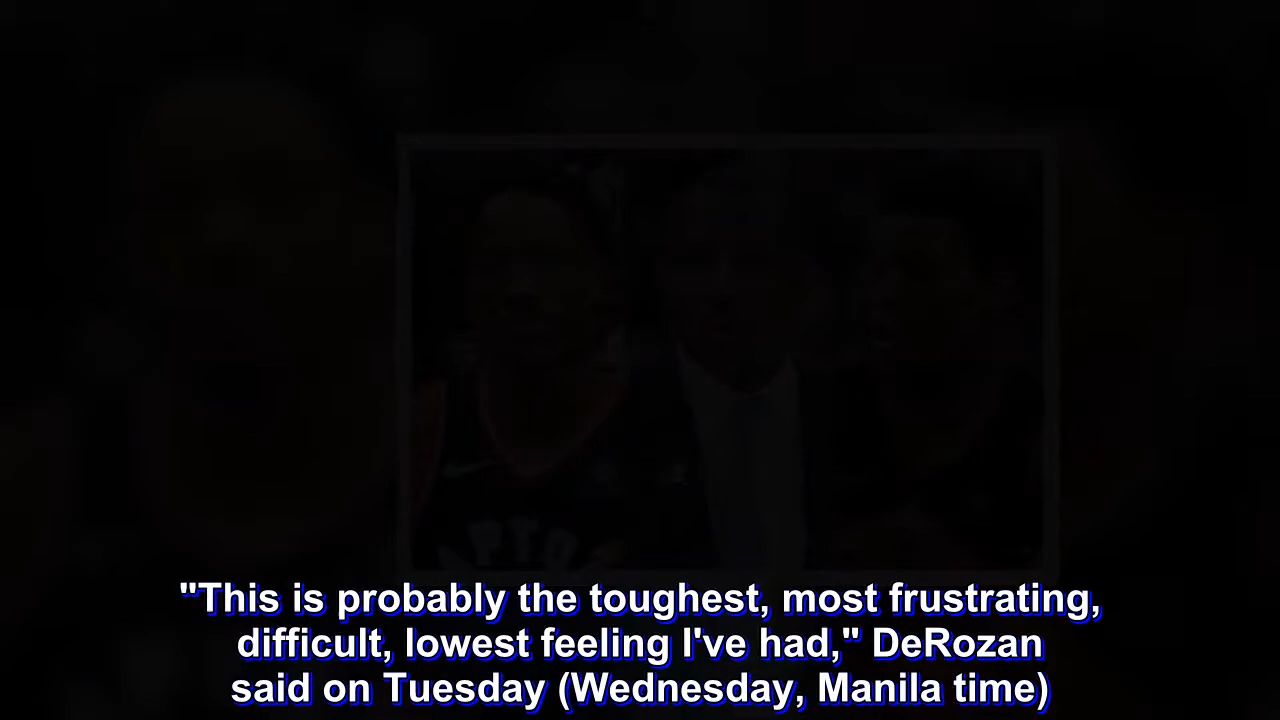 "This is probably the toughest, most frustrating,
difficult, lowest feeling I've had," DeRozan
said on Tuesday (Wednesday, Manila time)